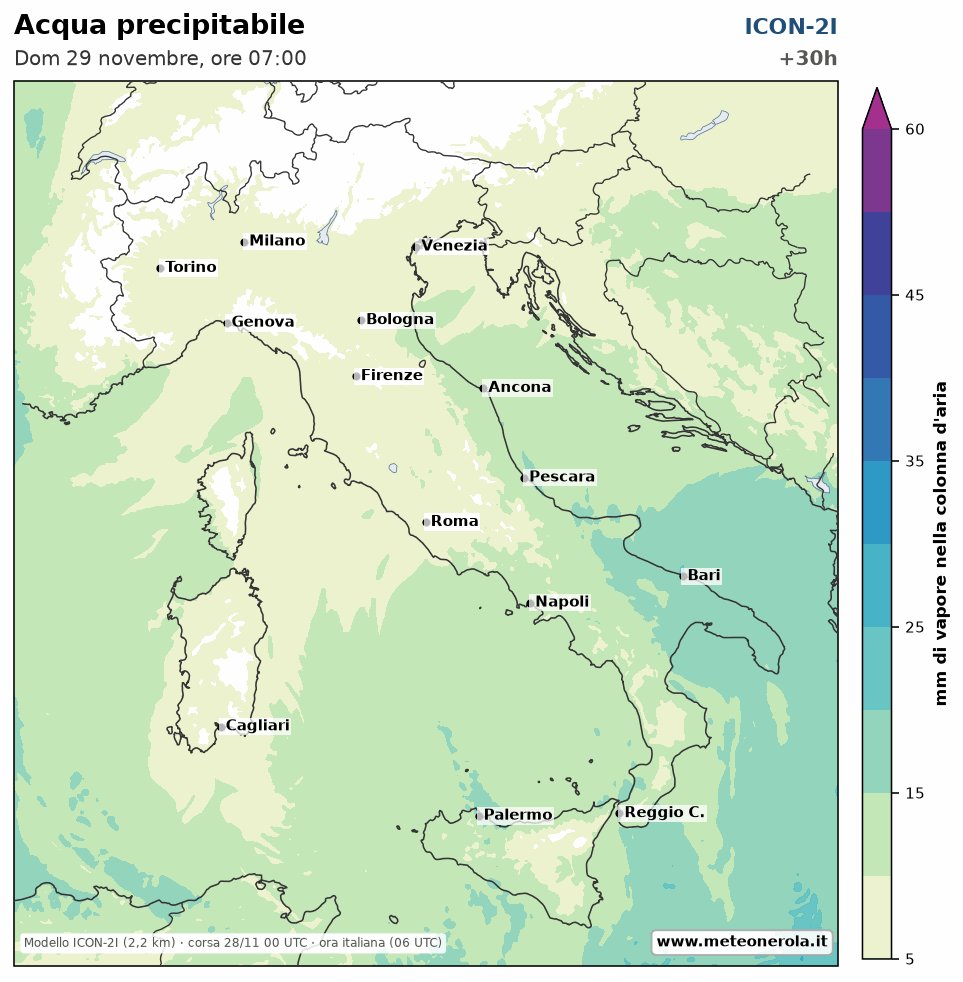 Acqua precipitabile
ICON-2I
Dom 29 novembre, ore 07:00
+30h
60
45
35
25
15
5
mm di vapore nella colonna d'aria
Milano
Venezia
Torino
Genova
Bologna
Firenze
Ancona
Pescara
Roma
Bari
Napoli
Cagliari
Palermo
Reggio C.
Modello ICON-2I (2,2 km) · corsa 28/11 00 UTC · ora italiana (06 UTC)
www.meteonerola.it